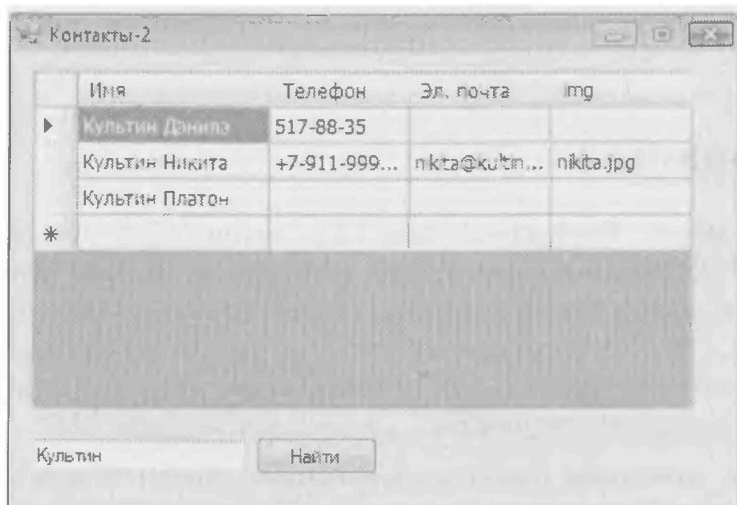 Контакты-2
Имя Телефон Эл. почта img
Культин Данила 517-88-35
Культин Никита +7-911-999... nikita@kultin... nikita.jpg
Культин Платон
Культин Найти